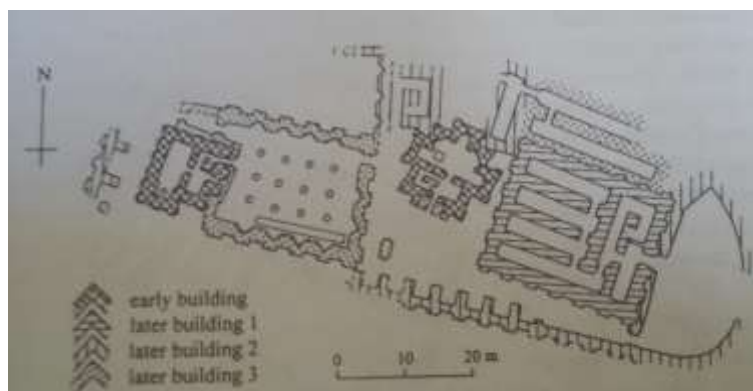 N
early building
later building 1
later building 2
later building 3
0 10 20 m